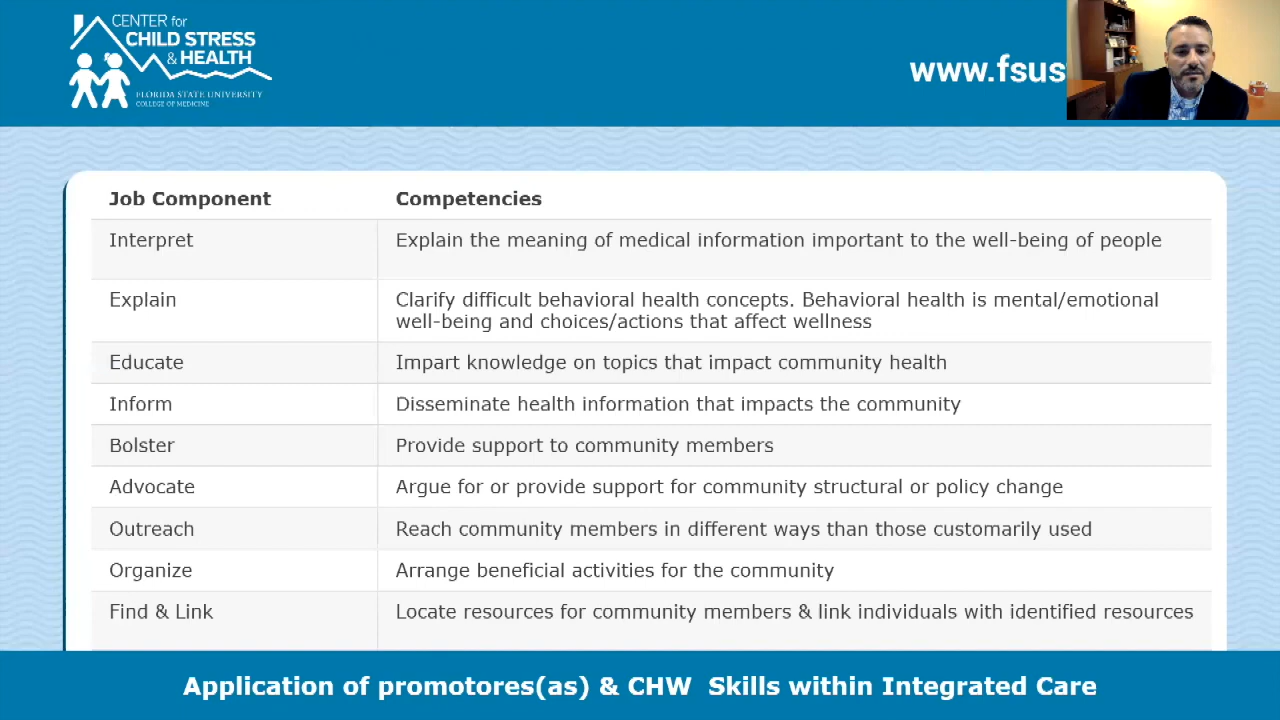 CENTER for
CHILD STRESS
& HEALTH
FLORIDA STATE UNIVERSITY
COLLEGE OF MEDICINE
www.fsus
Job Component Competencies
Interpret Explain the meaning of medical information important to the well-being of people
Explain Clarify difficult behavioral health concepts. Behavioral health is mental/emotional
well-being and choices/actions that affect wellness
Educate Impart knowledge on topics that impact community health
Inform Disseminate health information that impacts the community
Bolster Provide support to community members
Advocate Argue for or provide support for community structural or policy change
Outreach Reach community members in different ways than those customarily used
Organize Arrange beneficial activities for the community
Find & Link Locate resources for community members & link individuals with identified resources
Application of promotores(as) & CHW Skills within Integrated Care